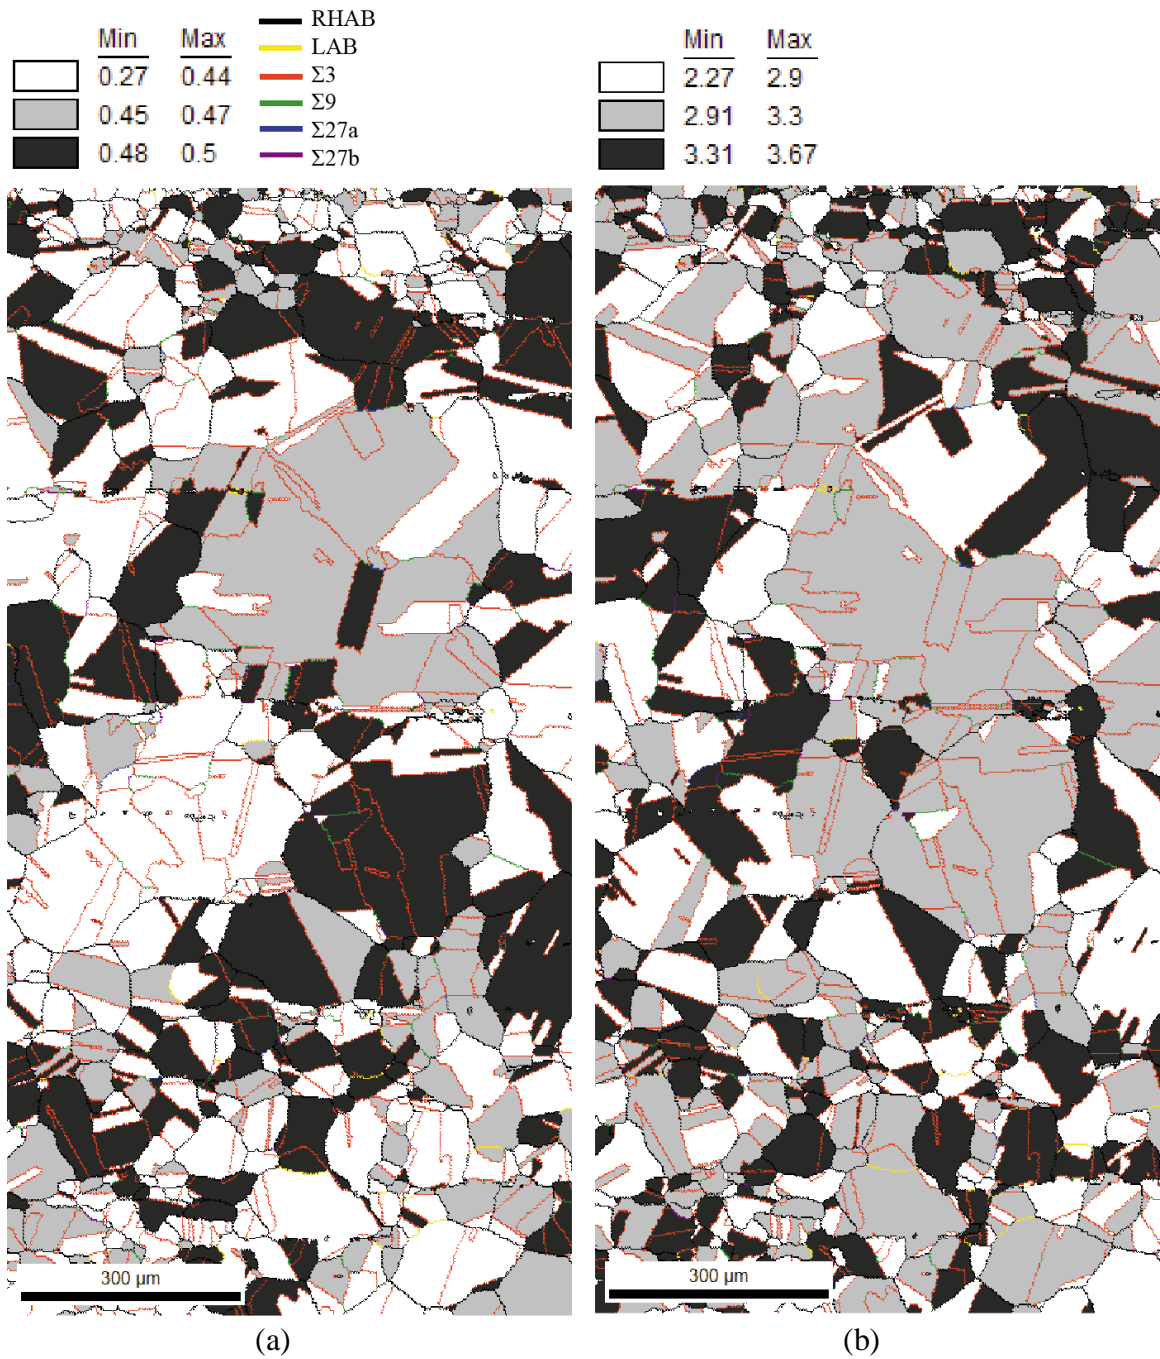 Min Max
0.27 0.44
0.45 0.47
0.48 0.5
RHAB
LAB
Σ3
Σ9
Σ27a
Σ27b
Min Max
2.27 2.9
2.91 3.3
3.31 3.67
300 µm
300 µm
(a)
(b)